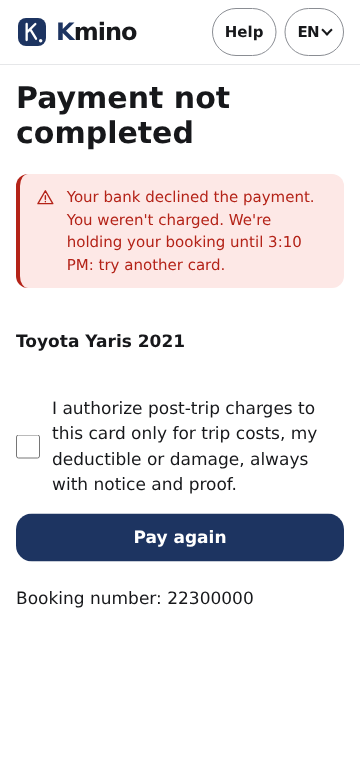 K. Kmino
Help
EN
Payment not
completed
Your bank declined the payment.
You weren't charged. We're
holding your booking until 3:10
PM: try another card.
Toyota Yaris 2021
I authorize post-trip charges to
this card only for trip costs, my
deductible or damage, always
with notice and proof.
Pay again
Booking number: 22300000